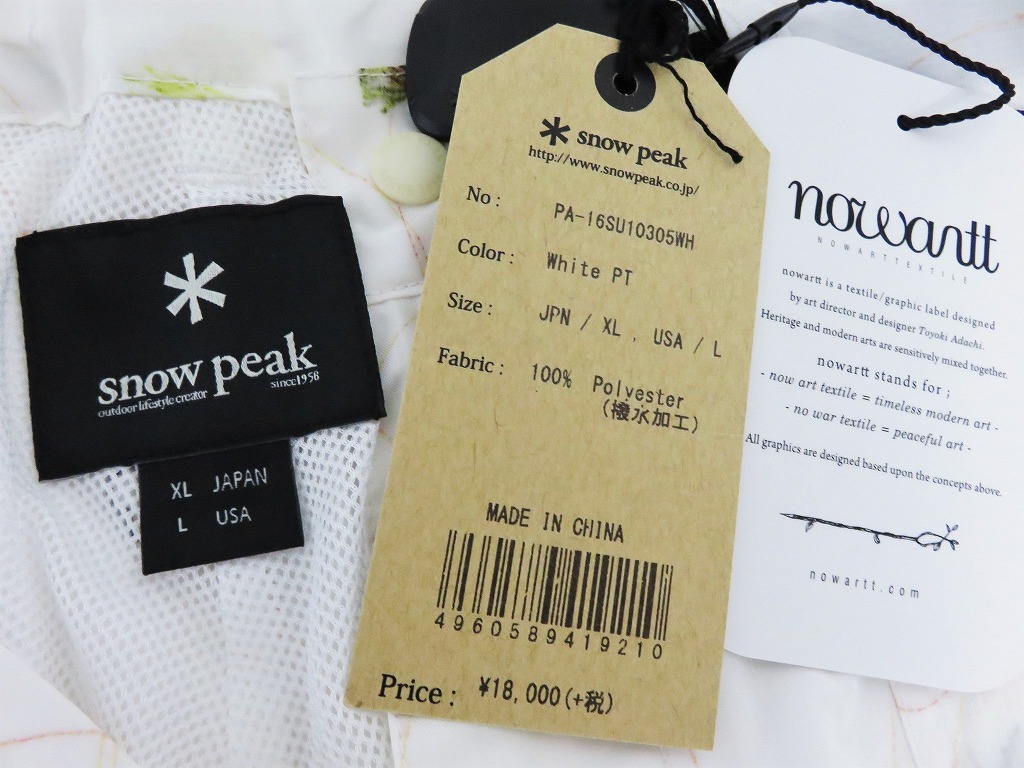 snow peak
outdoor lifestyle creator since1958
XL JAPAN
L USA
snow peak
http://www.snowpeak.co.jp/
No : PA-16SU10305WH
Color : White PT
Size : JPN / XL , USA / L
Fabric : 100% Polyester
(撥水加工)
MADE IN CHINA
4960589419210
Price : ¥18,000(+税)
nowartt
NOWARTTEXTILE
nowartt is a textile/graphic label designed
by art director and designer Toyoki Adachi.
Heritage and modern arts are sensitively mixed together.
nowartt stands for ;
- now art textile = timeless modern art -
- no war textile = peaceful art -
All graphics are designed based upon the concepts above.
nowartt.com